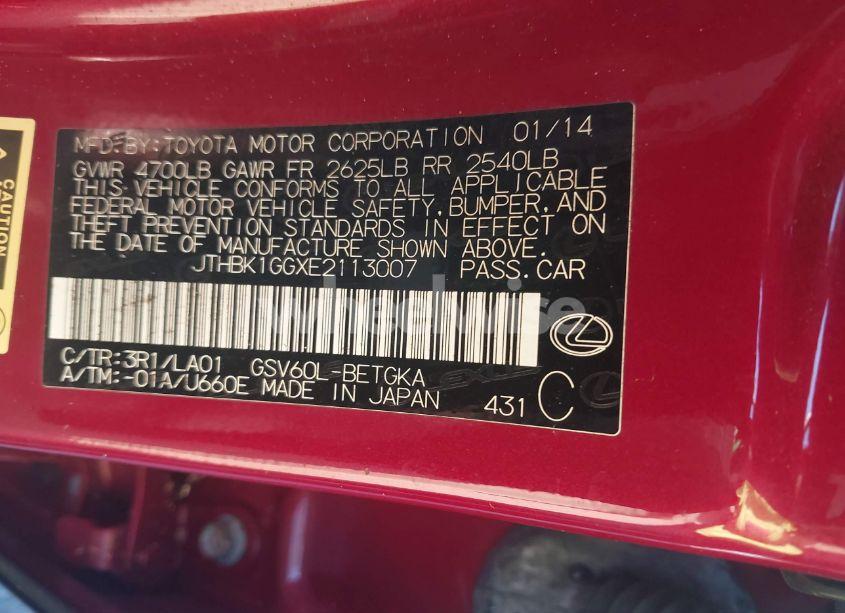 MFD.BY:TOYOTA MOTOR CORPORATION 01/14
GVWR 4700LB GAWR FR 2625LB RR 2540LB
THIS VEHICLE CONFORMS TO ALL APPLICABLE
FEDERAL MOTOR VEHICLE SAFETY,BUMPER,AND
THEFT PREVENTION STANDARDS IN EFFECT ON
THE DATE OF MANUFACTURE SHOWN ABOVE.
JTHBK1GGXE2113007 PASS.CAR
wheelwise
C/TR:3R1/LA01 GSV60L-BETGKA
A/TM:-01A/U660E MADE IN JAPAN 431 C
CAUTION